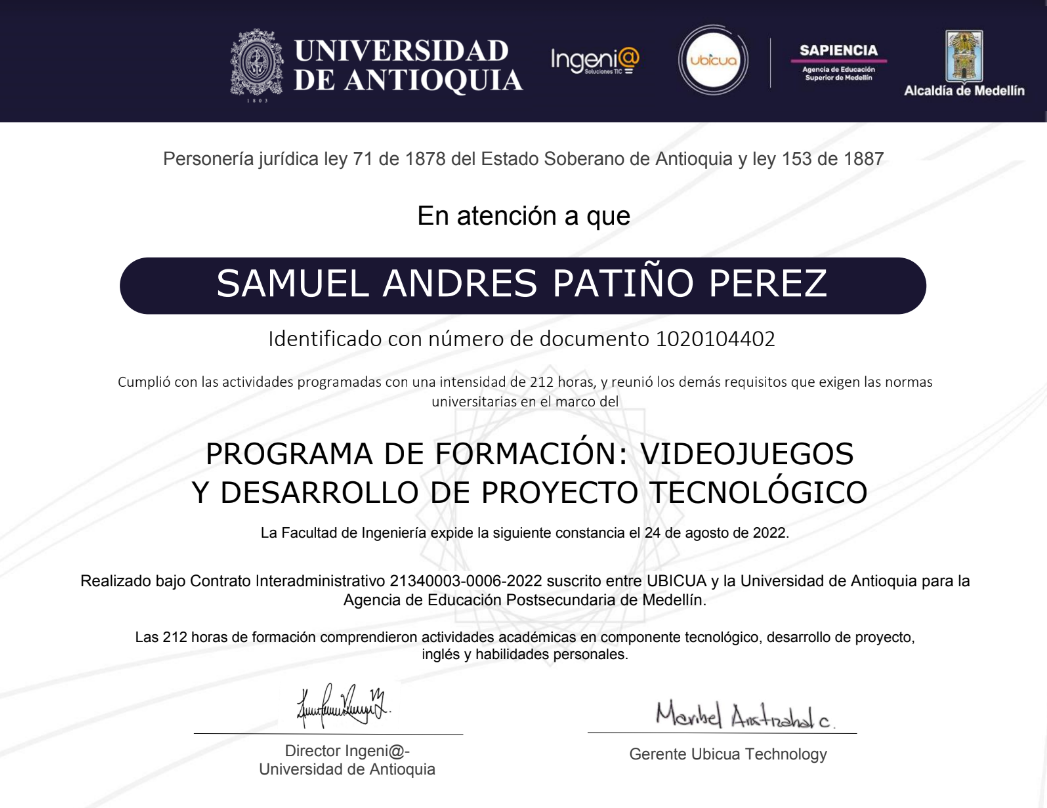 UNIVERSIDAD
DE ANTIOQUIA
1803
Ingeni@
Soluciones TIC
ubicua
SAPIENCIA
Agencia de Educación
Superior de Medellín
Alcaldía de Medellín
Personería jurídica ley 71 de 1878 del Estado Soberano de Antioquia y ley 153 de 1887
En atención a que
SAMUEL ANDRES PATIÑO PEREZ
Identificado con número de documento 1020104402
Cumplió con las actividades programadas con una intensidad de 212 horas, y reunió los demás requisitos que exigen las normas
universitarias en el marco del
PROGRAMA DE FORMACIÓN: VIDEOJUEGOS
Y DESARROLLO DE PROYECTO TECNOLÓGICO
La Facultad de Ingeniería expide la siguiente constancia el 24 de agosto de 2022.
Realizado bajo Contrato Interadministrativo 21340003-0006-2022 suscrito entre UBICUA y la Universidad de Antioquia para la
Agencia de Educación Postsecundaria de Medellín.
Las 212 horas de formación comprendieron actividades académicas en componente tecnológico, desarrollo de proyecto,
inglés y habilidades personales.
Maribel
Director Ingeni@-
Universidad de Antioquia
Gerente Ubicua Technology